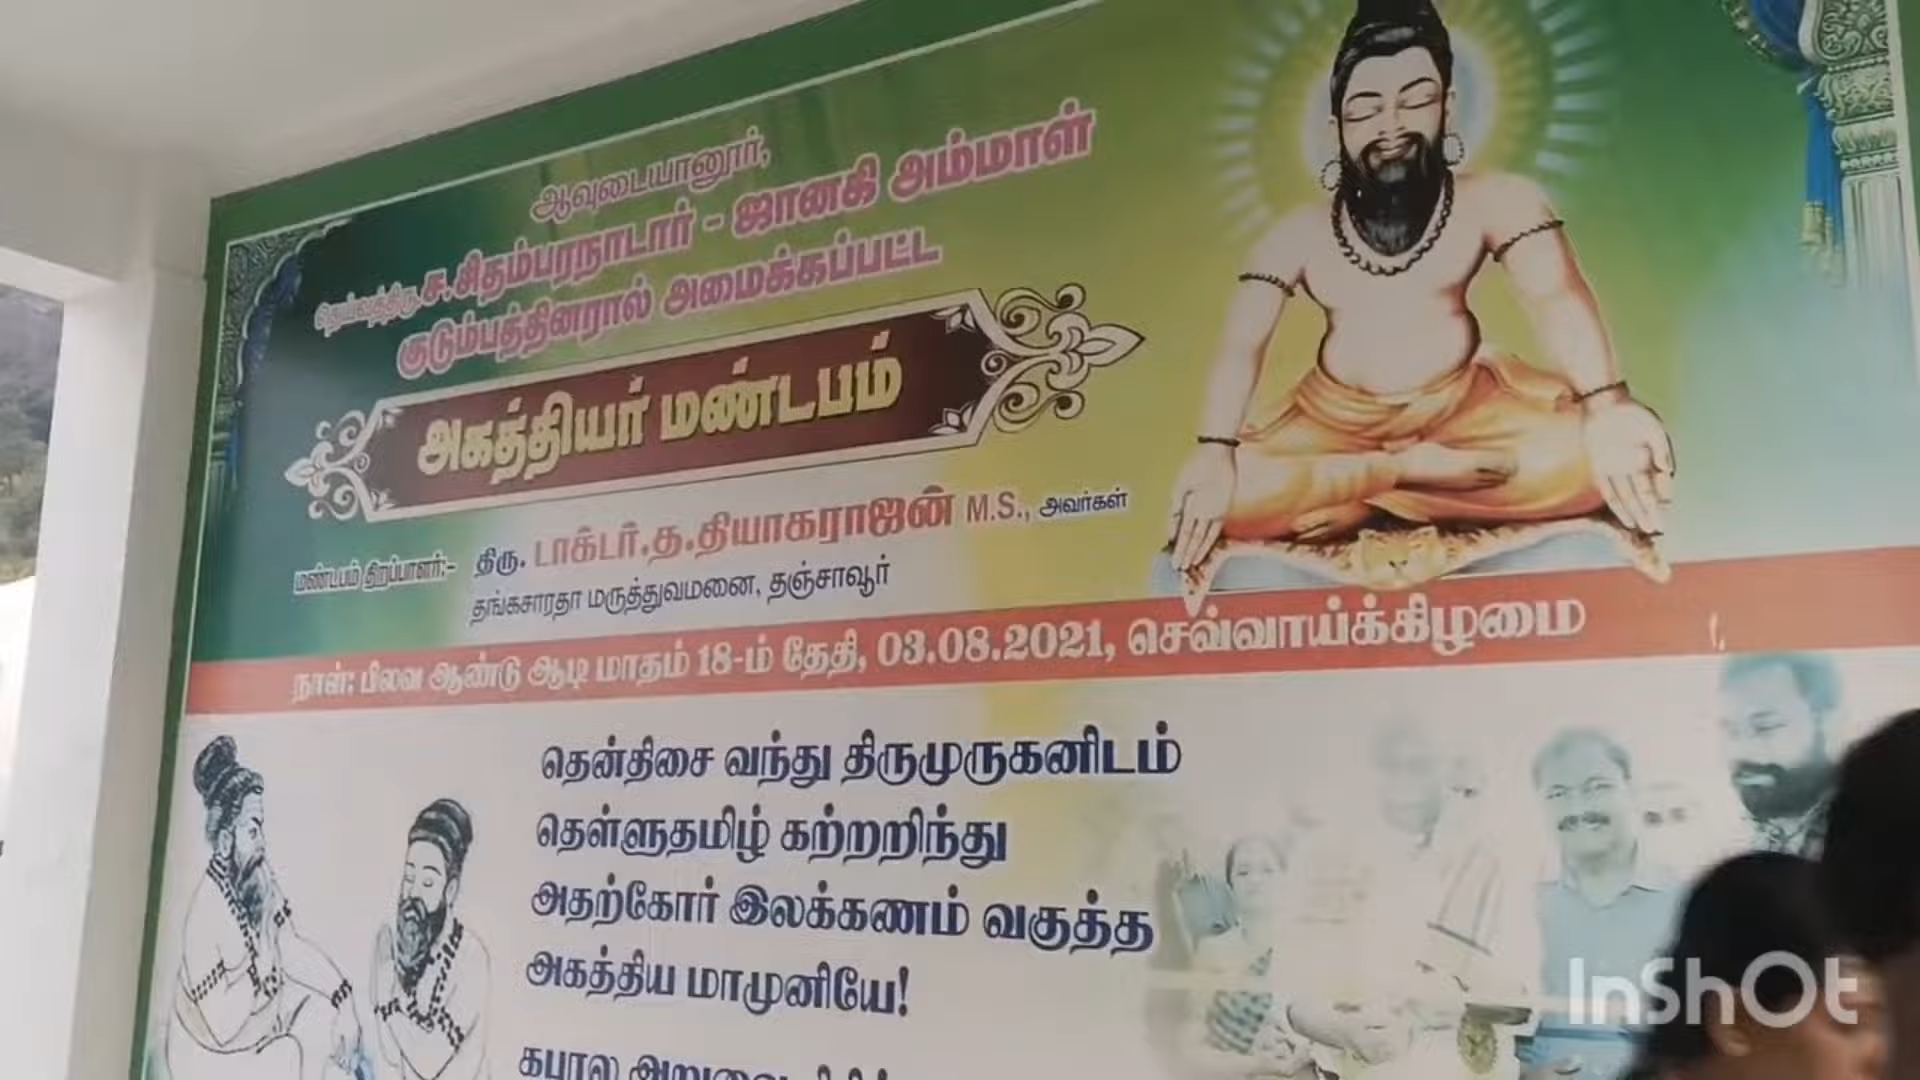 ஆவுடையானூர்,
தெய்வத்திரு.ச.சிதம்பரநாடார் - ஜானகி அம்மாள்
குடும்பத்தினரால் அமைக்கப்பட்ட
அகத்தியர் மண்டபம்
மண்டபம் திறப்பாளர்:- திரு. டாக்டர்.த.தியாகராஜன் M.S., அவர்கள்
தங்கசாரதா மருத்துவமனை, தஞ்சாவூர்
நாள்: பிலவ ஆண்டு ஆடி மாதம் 18-ம் தேதி, 03.08.2021, செவ்வாய்க்கிழமை
தென்திசை வந்து திருமுருகனிடம்
தெள்ளுதமிழ் கற்றறிந்து
அதற்கோர் இலக்கணம் வகுத்த
அகத்திய மாமுனியே!
கபால
InShOt